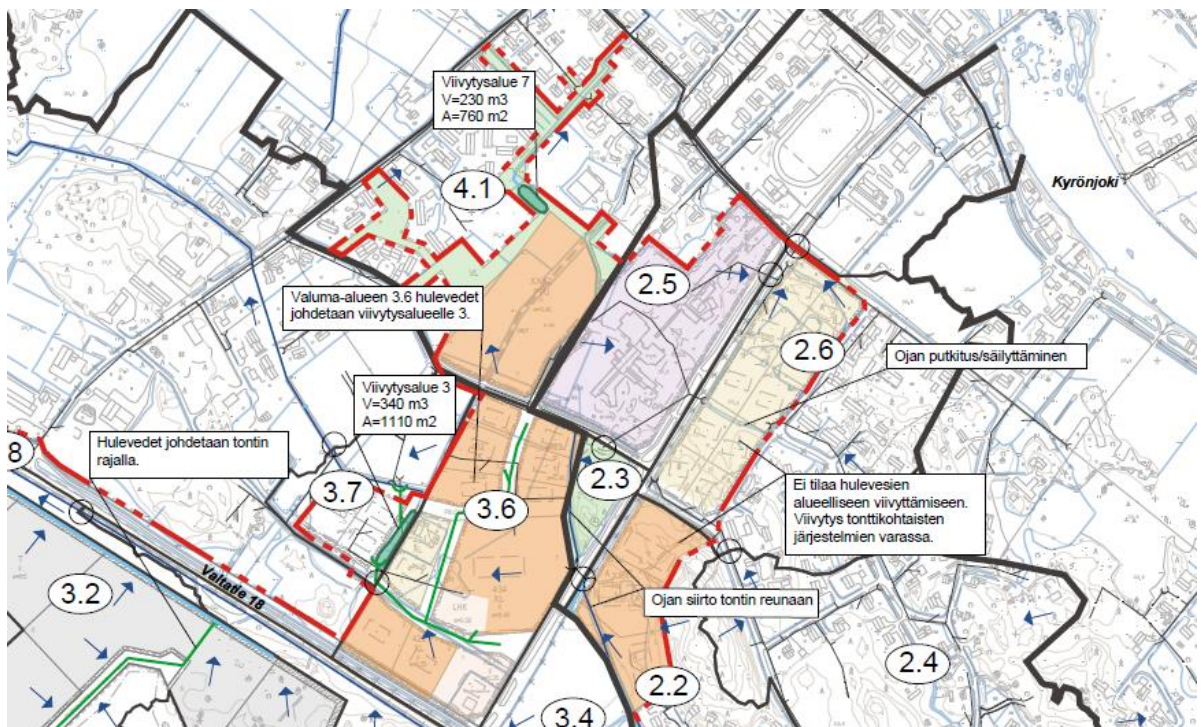 Viivytysalue 7
V=230 m3
A=760 m2
4.1
Kyrönjoki
Valuma-alueen 3.6 hulevedet
johdetaan viivytysalueelle 3.
2.5
2.6
Ojan putkitus/säilyttäminen
Viivytysalue 3
V=340 m3
A=1110 m2
Hulevedet johdetaan tontin
rajalla.
8
3.7
3.6
2.3
Ei tilaa hulevesien
alueelliseen viivyttämiseen.
Viivytys tonttikohtaisten
järjestelmien varassa.
Valtatie 18
3.2
LHK
Ojan siirto tontin reunaan
2.4
2.2
3.4